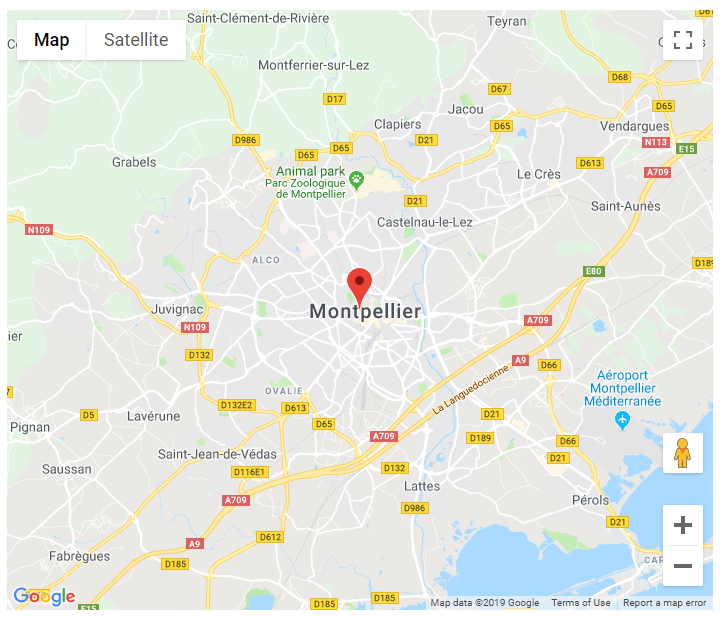 Saint-Clément-de-Rivière
Teyran
D610
Map
Satellite
Montferrier-sur-Lez
D68
D67
D17
Jacou
D65
Clapiers
D65
Vendargues
D986
D21
N113
D65
D65
E15
Grabels
D613
Animal park
Parc Zoologique
de Montpellier
Le Crès
A709
D21
Saint-Aunès
Castelnau-le-Lez
N109
ALCO
D189
E80
Juvignac
Montpellier
A709
N109
ier
D132
A9
D66
La Languedocienne
Aéroport
Montpellier
Méditerranée
OVALIE
7
D132E2
D613
D5
Lavérune
D21
Pignan
D65
A709
D189
D66
Saint-Jean-de-Védas
D21
Saussan
D116E1
D132
Lattes
A709
Pérols
D986
D21
D612
A9
Fabrègues
D185
CAR
Google
E15
D185
D185
Map data ©2019 Google
Terms of Use
Report a map error